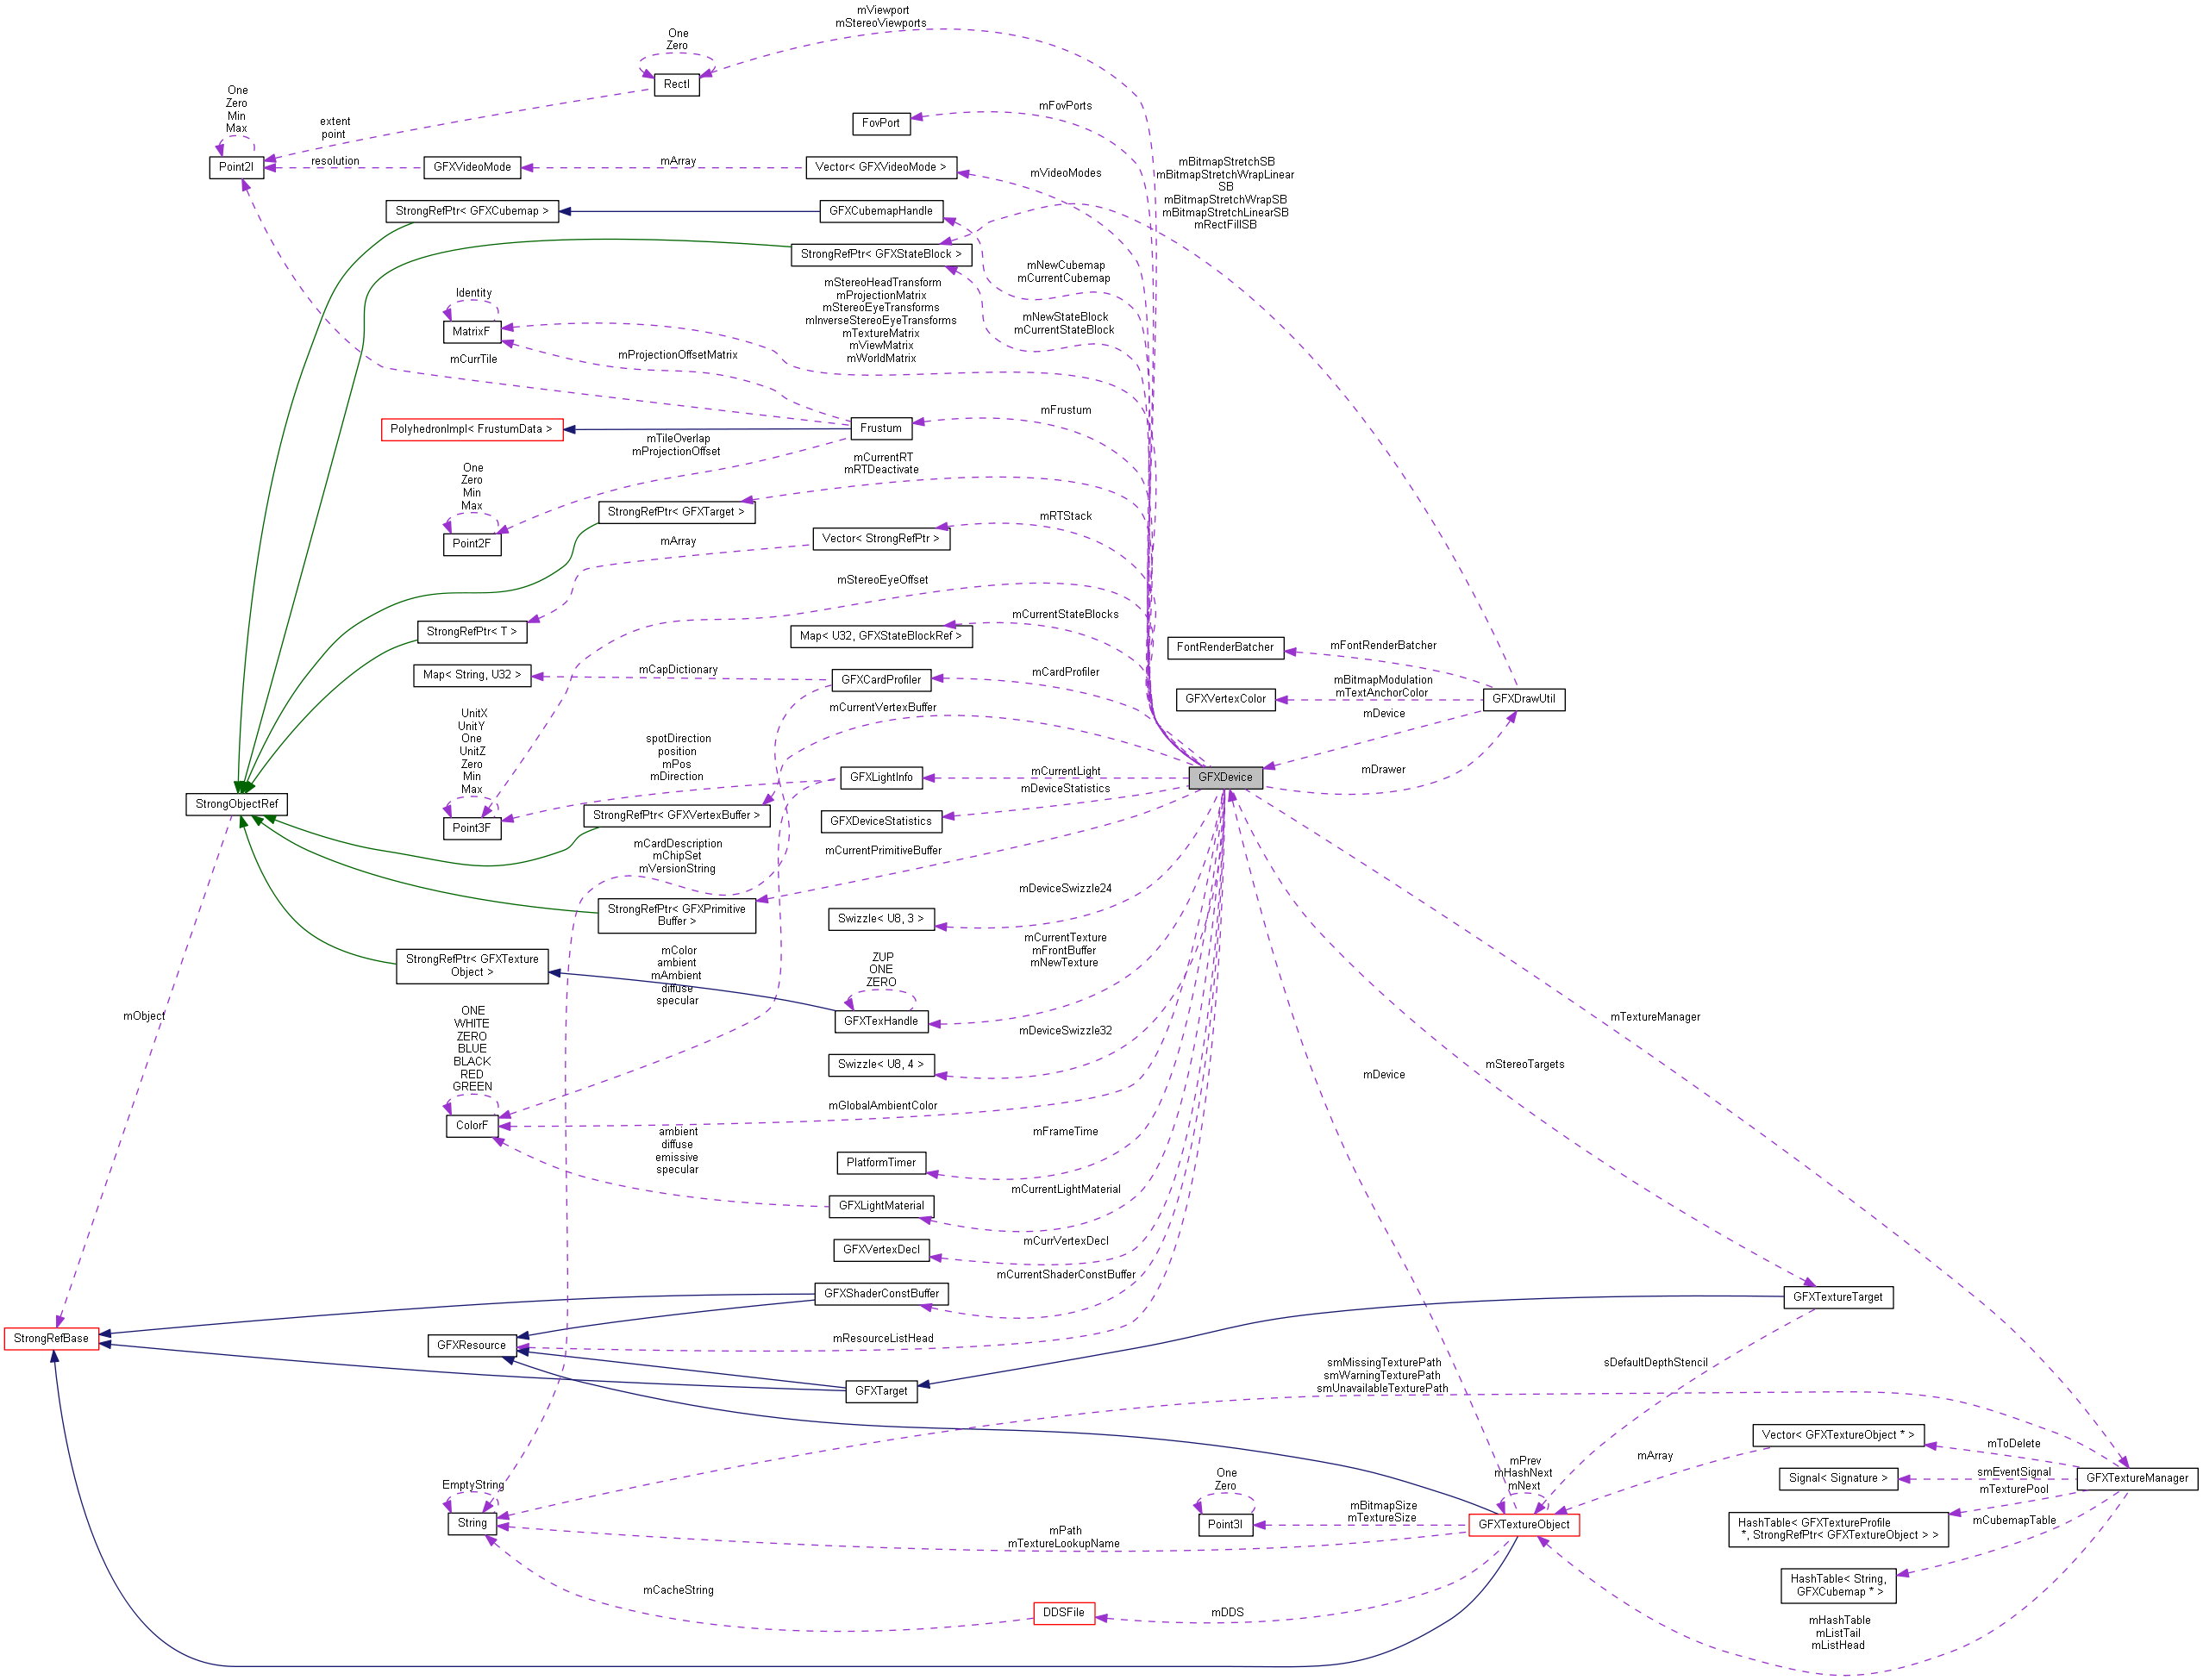 mViewport
mStereoViewports
One
Zero
RectI
One
Zero
Min
Max
extent
point
mFovPorts
FovPort
Point2I
resolution
GFXVideoMode
mArray
Vector< GFXVideoMode >
mVideoModes
mBitmapStretchSB
mBitmapStretchWrapLinear
SB
mBitmapStretchWrapSB
mBitmapStretchLinearSB
mRectFillSB
StrongRefPtr< GFXCubemap >
GFXCubemapHandle
StrongRefPtr< GFXStateBlock >
mNewCubemap
mCurrentCubemap
mStereoHeadTransform
mProjectionMatrix
mStereoEyeTransforms
mInverseStereoEyeTransforms
mTextureMatrix
mViewMatrix
mWorldMatrix
Identity
MatrixF
mNewStateBlock
mCurrentStateBlock
mCurrTile
mProjectionOffsetMatrix
PolyhedronImpl< FrustumData >
Frustum
mFrustum
mTileOverlap
mProjectionOffset
mCurrentRT
mRTDeactivate
One
Zero
Min
Max
Point2F
StrongRefPtr< GFXTarget >
mRTStack
Vector< StrongRefPtr >
mArray
mStereoEyeOffset
StrongRefPtr< T >
mCurrentStateBlocks
Map< U32, GFXStateBlockRef >
FontRenderBatcher
mFontRenderBatcher
Map< String, U32 >
mCapDictionary
GFXCardProfiler
mCardProfiler
GFXVertexColor
mBitmapModulation
mTextAnchorColor
GFXDrawUtil
mCurrentVertexBuffer
mDevice
UnitX
UnitY
One
UnitZ
Zero
Min
Max
Point3F
spotDirection
position
mPos
mDirection
GFXLightInfo
mCurrentLight
GFXDevice
mDrawer
mDeviceStatistics
StrongObjectRef
StrongRefPtr< GFXVertexBuffer >
GFXDeviceStatistics
mCardDescription
mChipSet
mVersionString
mCurrentPrimitiveBuffer
mDeviceSwizzle24
StrongRefPtr< GFXPrimitive
Buffer >
Swizzle< U8, 3 >
StrongRefPtr< GFXTexture
Object >
mColor
ambient
mAmbient
diffuse
specular
ZUP
ONE
ZERO
GFXTexHandle
mCurrentTexture
mFrontBuffer
mNewTexture
mObject
mTextureManager
mDeviceSwizzle32
Swizzle< U8, 4 >
mStereoTargets
mDevice
ONE
WHITE
ZERO
BLUE
BLACK
RED
GREEN
ColorF
mGlobalAmbientColor
ambient
diffuse
emissive
specular
mFrameTime
PlatformTimer
mCurrentLightMaterial
GFXLightMaterial
mCurrVertexDecl
GFXVertexDecl
mCurrentShaderConstBuffer
GFXShaderConstBuffer
GFXTextureTarget
StrongRefBase
GFXResource
mResourceListHead
GFXTarget
smMissingTexturePath
smWarningTexturePath
smUnavailableTexturePath
sDefaultDepthStencil
Vector< GFXTextureObject * >
mArray
mToDelete
mPrev
mHashNext
mNext
Signal< Signature >
smEventSignal
GFXTextureManager
mTexturePool
EmptyString
String
One
Zero
Point3I
mBitmapSize
mTextureSize
GFXTextureObject
HashTable< GFXTextureProfile
*, StrongRefPtr< GFXTextureObject > >
mCubemapTable
mPath
mTextureLookupName
HashTable< String,
GFXCubemap * >
mCacheString
DDSFile
mDDS
mHashTable
mListTail
mListHead